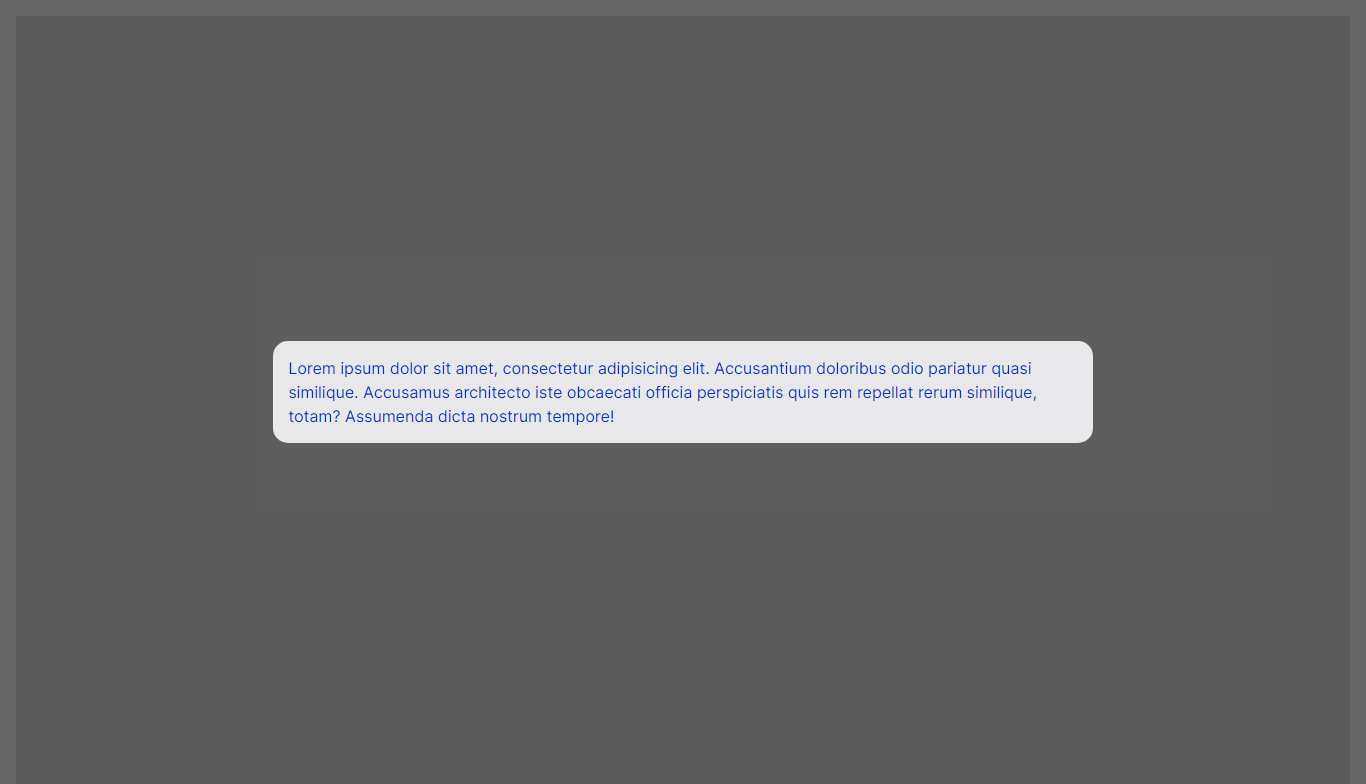 Lorem ipsum dolor sit amet, consectetur adipisicing elit. Accusantium doloribus odio pariatur quasi
similique. Accusamus architecto iste obcaecati officia perspiciatis quis rem repellat rerum similique,
totam? Assumenda dicta nostrum tempore!